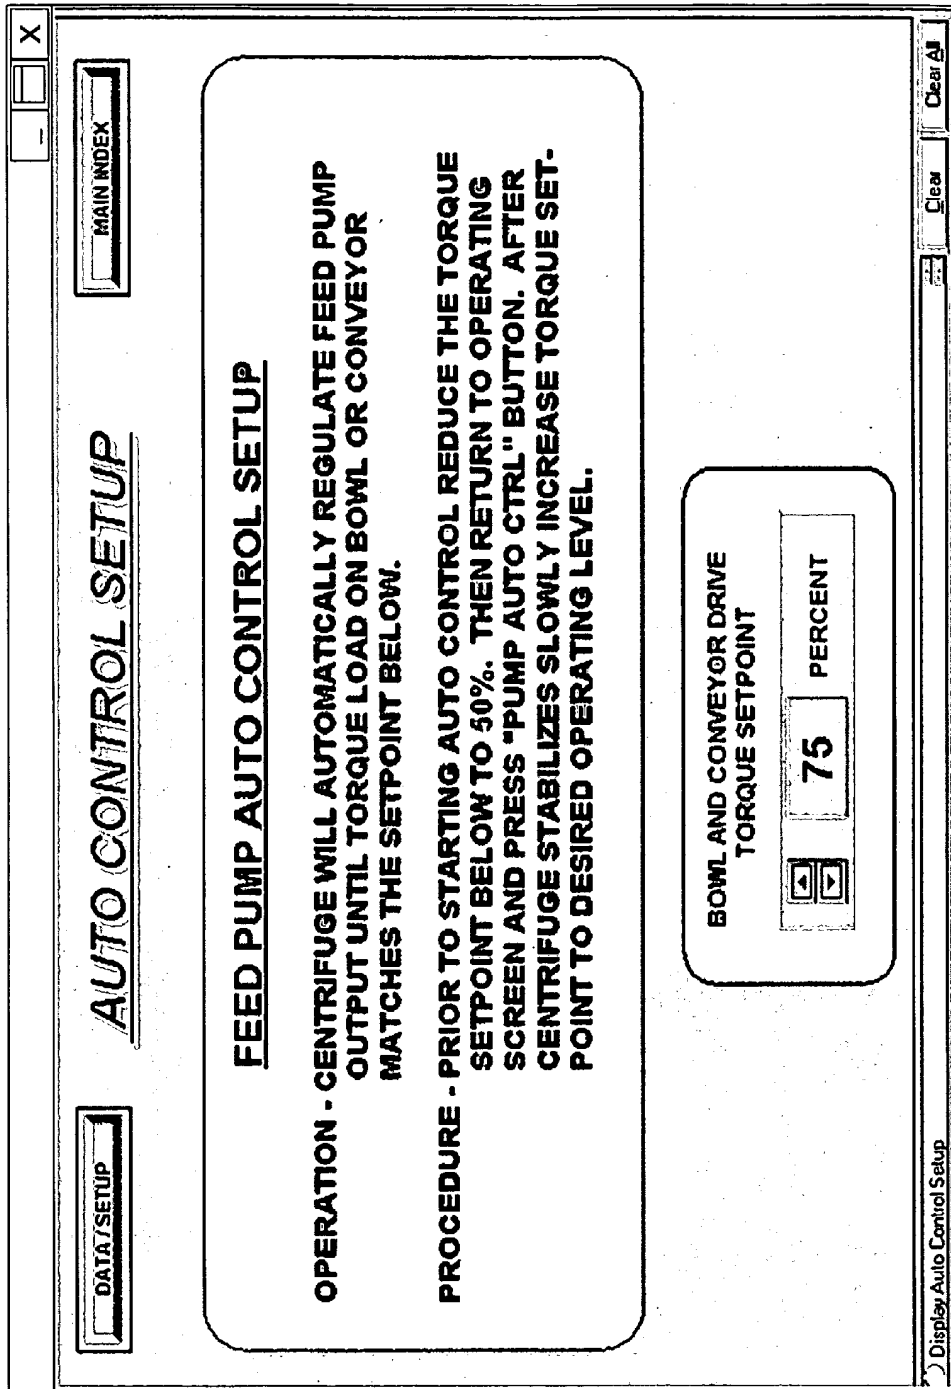 X
DATA / SETUP
AUTO CONTROL SETUP
MAIN INDEX
FEED PUMP AUTO CONTROL SETUP
OPERATION - CENTRIFUGE WILL AUTOMATICALLY REGULATE FEED PUMP
OUTPUT UNTIL TORQUE LOAD ON BOWL OR CONVEYOR
MATCHES THE SETPOINT BELOW.
PROCEDURE - PRIOR TO STARTING AUTO CONTROL REDUCE THE TORQUE
SETPOINT BELOW TO 50%. THEN RETURN TO OPERATING
SCREEN AND PRESS "PUMP AUTO CTRL" BUTTON. AFTER
CENTRIFUGE STABILIZES SLOWLY INCREASE TORQUE SET-
POINT TO DESIRED OPERATING LEVEL.
BOWL AND CONVEYOR DRIVE
TORQUE SETPOINT
75 PERCENT
Display Auto Control Setup
Clear
Clear All